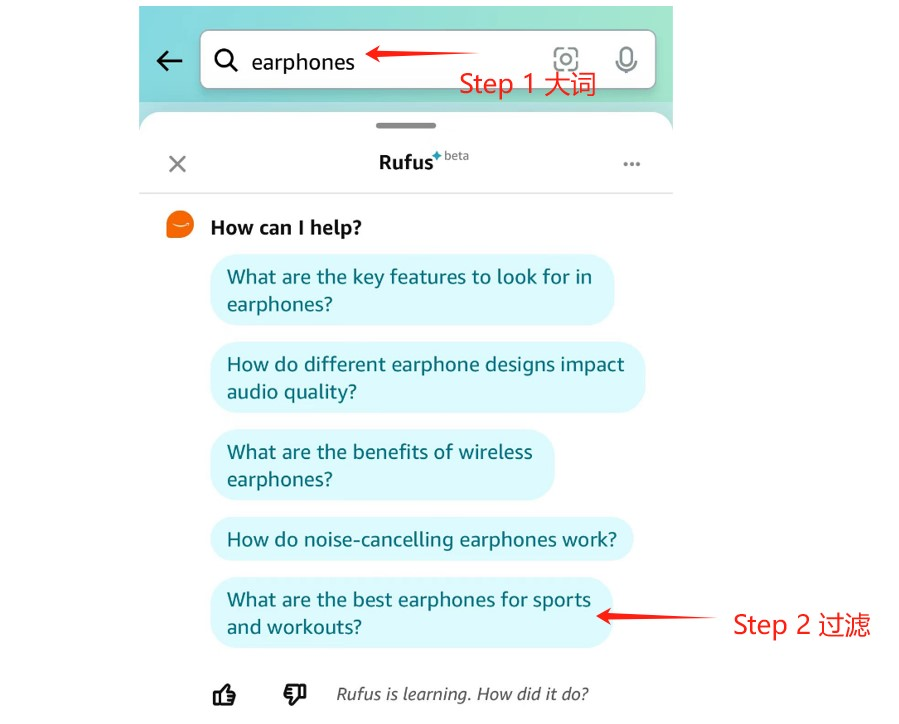 earphones
Step 1 大词
Rufus beta
How can I help?
What are the key features to look for in
earphones?
How do different earphone designs impact
audio quality?
What are the benefits of wireless
earphones?
How do noise-cancelling earphones work?
What are the best earphones for sports
and workouts?
Step 2 过滤
Rufus is learning. How did it do?